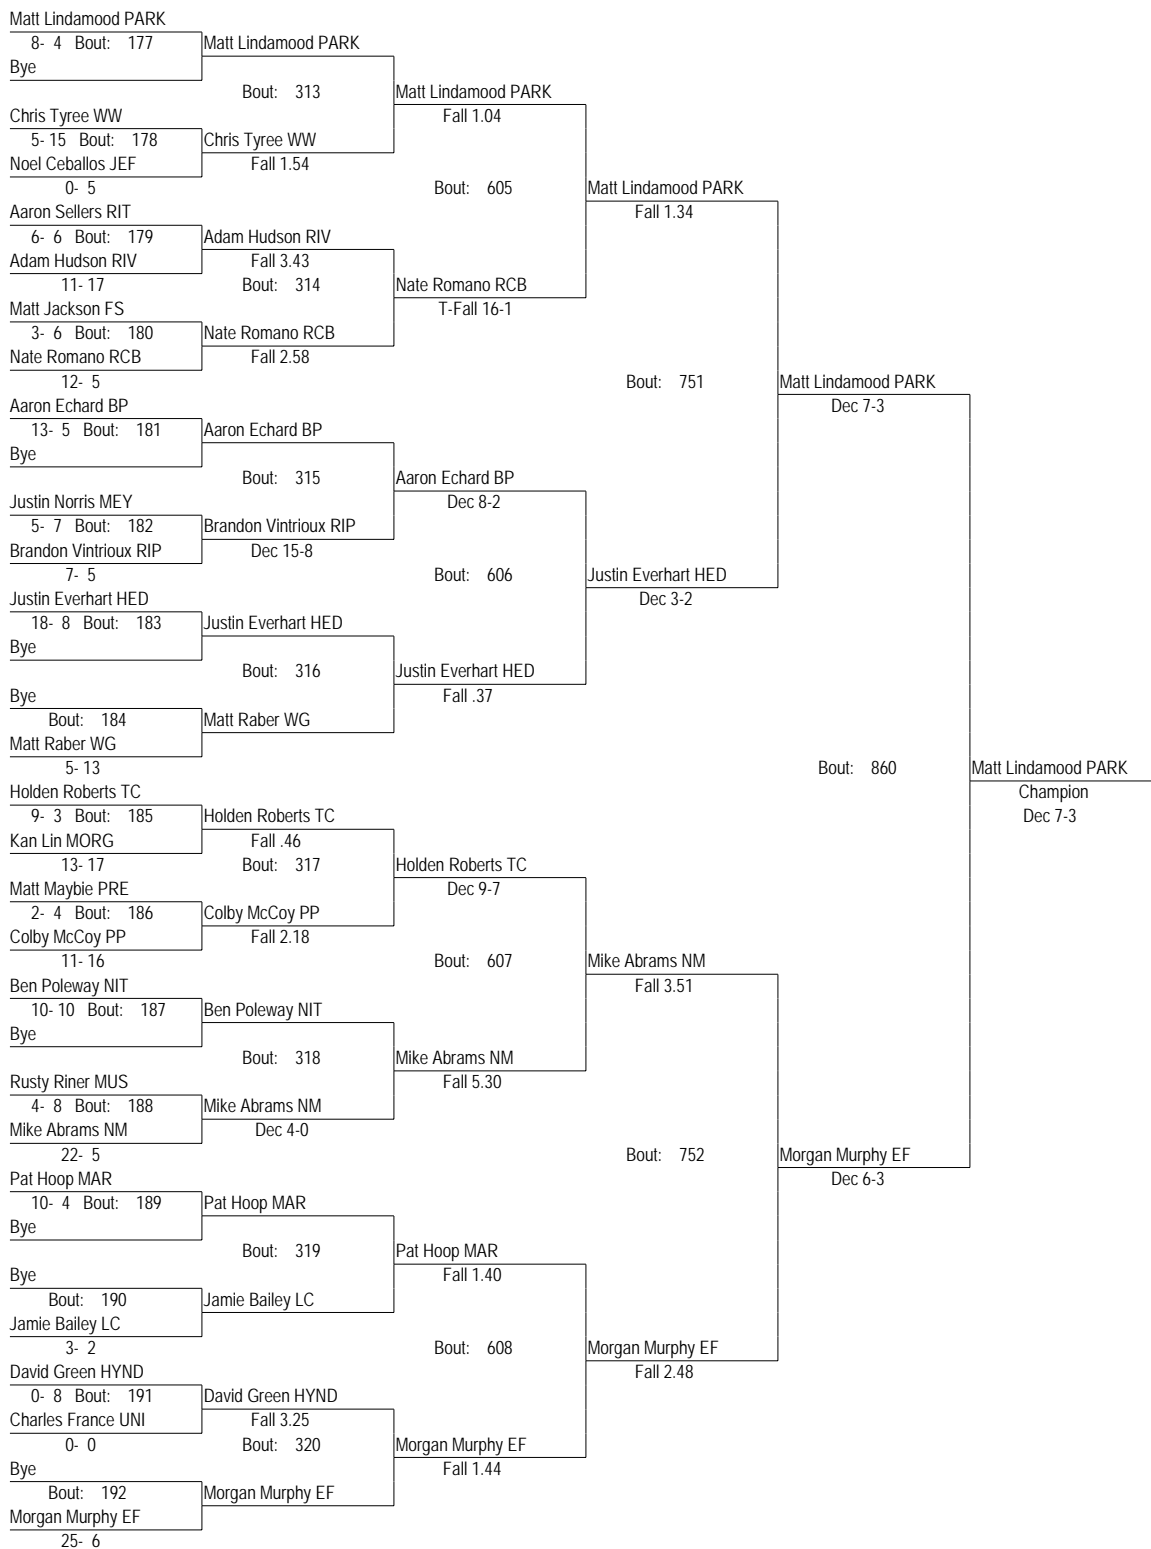 Matt Lindamood PARK
8- 4 Bout: 177 Matt Lindamood PARK
Bye
Bout: 313 Matt Lindamood PARK
Chris Tyree WW Fall 1.04
5- 15 Bout: 178 Chris Tyree WW
Noel Ceballos JEF Fall 1.54
0- 5 Bout: 605 Matt Lindamood PARK
Aaron Sellers RIT Fall 1.34
6- 6 Bout: 179 Adam Hudson RIV
Adam Hudson RIV Fall 3.43
11- 17 Bout: 314 Nate Romano RCB
Matt Jackson FS T-Fall 16-1
3- 6 Bout: 180 Nate Romano RCB
Nate Romano RCB Fall 2.58
12- 5 Bout: 751 Matt Lindamood PARK
Aaron Echard BP Dec 7-3
13- 5 Bout: 181 Aaron Echard BP
Bye
Bout: 315 Aaron Echard BP
Justin Norris MEY Dec 8-2
5- 7 Bout: 182 Brandon Vintrioux RIP
Brandon Vintrioux RIP Dec 15-8
7- 5 Bout: 606 Justin Everhart HED
Justin Everhart HED Dec 3-2
18- 8 Bout: 183 Justin Everhart HED
Bye
Bout: 316 Justin Everhart HED
Bye Fall .37
Bout: 184 Matt Raber WG
Matt Raber WG
5- 13 Bout: 860 Matt Lindamood PARK
Holden Roberts TC Champion
9- 3 Bout: 185 Holden Roberts TC Dec 7-3
Kan Lin MORG Fall .46
13- 17 Bout: 317 Holden Roberts TC
Matt Maybie PRE Dec 9-7
2- 4 Bout: 186 Colby McCoy PP
Colby McCoy PP Fall 2.18
11- 16 Bout: 607 Mike Abrams NM
Ben Poleway NIT Fall 3.51
10- 10 Bout: 187 Ben Poleway NIT
Bye
Bout: 318 Mike Abrams NM
Rusty Riner MUS Fall 5.30
4- 8 Bout: 188 Mike Abrams NM
Mike Abrams NM Dec 4-0
22- 5 Bout: 752 Morgan Murphy EF
Pat Hoop MAR Dec 6-3
10- 4 Bout: 189 Pat Hoop MAR
Bye
Bout: 319 Pat Hoop MAR
Bye Fall 1.40
Bout: 190 Jamie Bailey LC
Jamie Bailey LC
3- 2 Bout: 608 Morgan Murphy EF
David Green HYND Fall 2.48
0- 8 Bout: 191 David Green HYND
Charles France UNI Fall 3.25
0- 0 Bout: 320 Morgan Murphy EF
Bye Fall 1.44
Bout: 192 Morgan Murphy EF
Morgan Murphy EF
25- 6